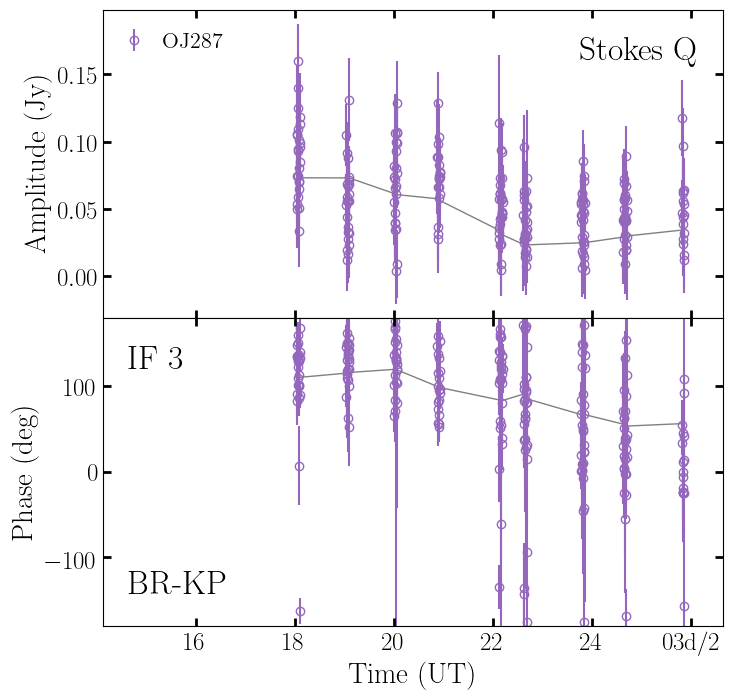 OJ287
Stokes Q
0.15
0.10
0.05
0.00
Amplitude (Jy)
IF 3
100
0
−100
Phase (deg)
BR-KP
16 18 20 22 24 03d/2
Time (UT)